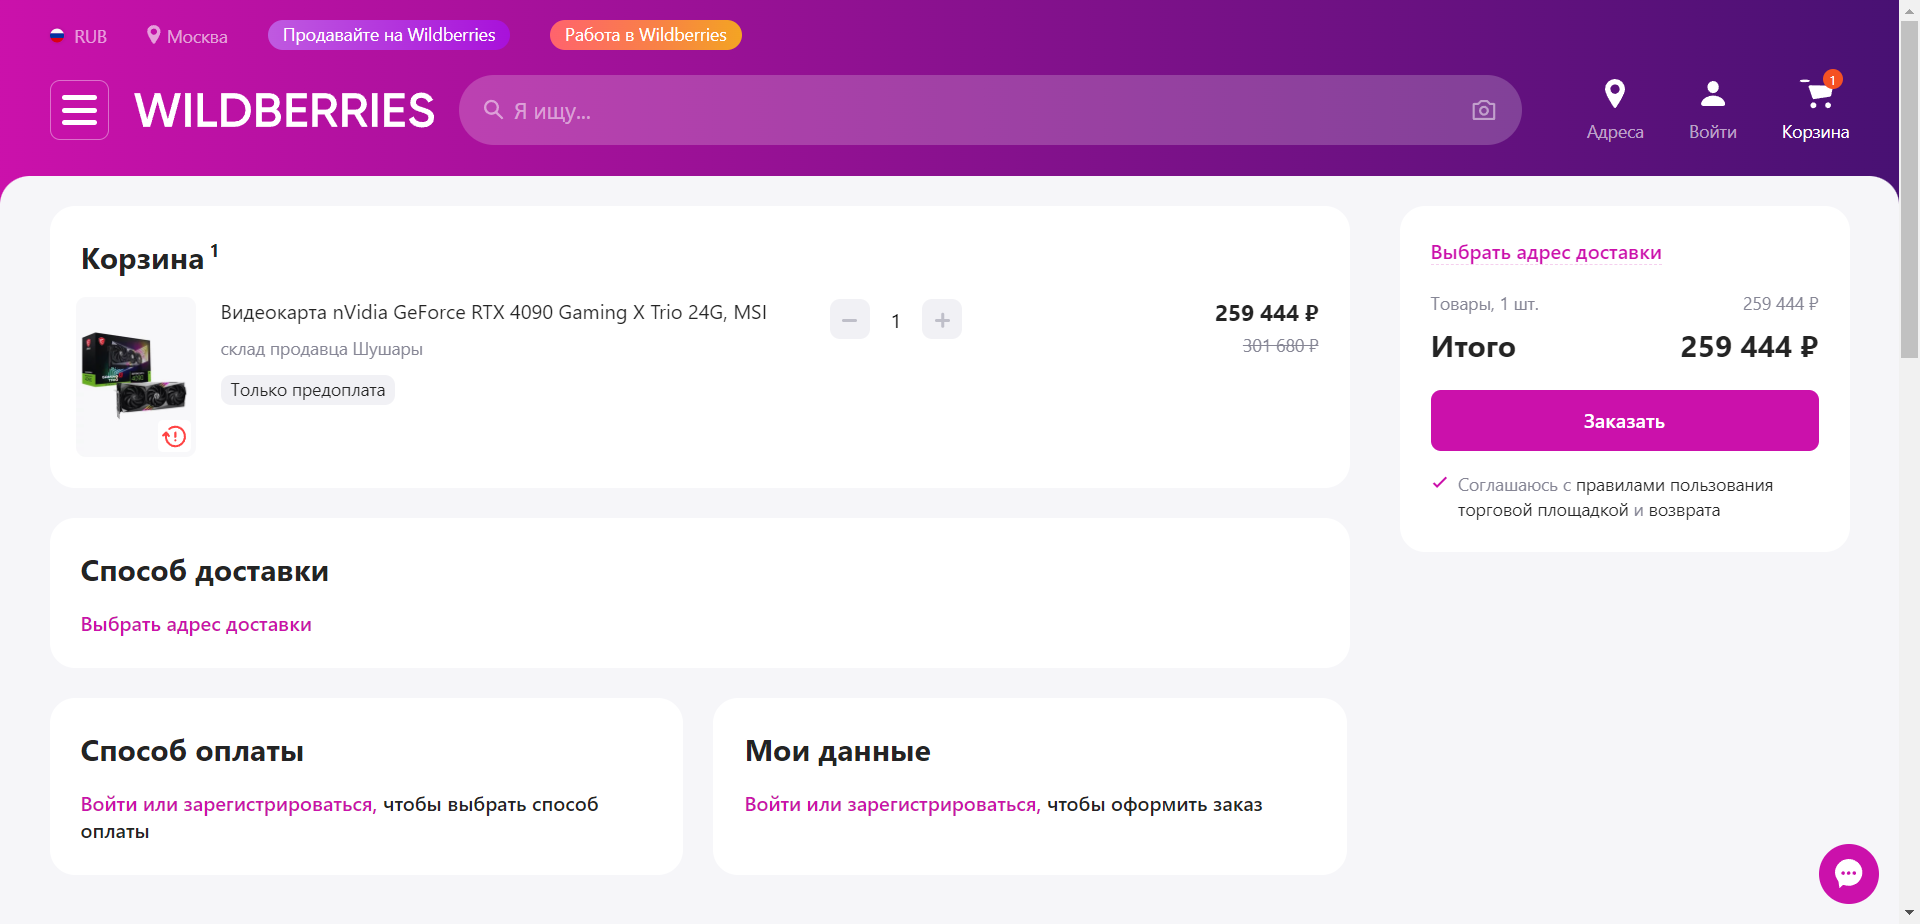 RUB
Москва
Продавайте на Wildberries
Работа в Wildberries
WILDBERRIES
Я ищу...
Адреса
Войти
1
Корзина
Корзина 1
Видеокарта nVidia GeForce RTX 4090 Gaming X Trio 24G, MSI
склад продавца Шушары
Только предоплата
− 1 +
259 444 ₽
301 680 ₽
Выбрать адрес доставки
Товары, 1 шт. 259 444 ₽
Итого 259 444 ₽
Заказать
Соглашаюсь с правилами пользования
торговой площадкой и возврата
Способ доставки
Выбрать адрес доставки
Способ оплаты
Войти или зарегистрироваться, чтобы выбрать способ
оплаты
Мои данные
Войти или зарегистрироваться, чтобы оформить заказ